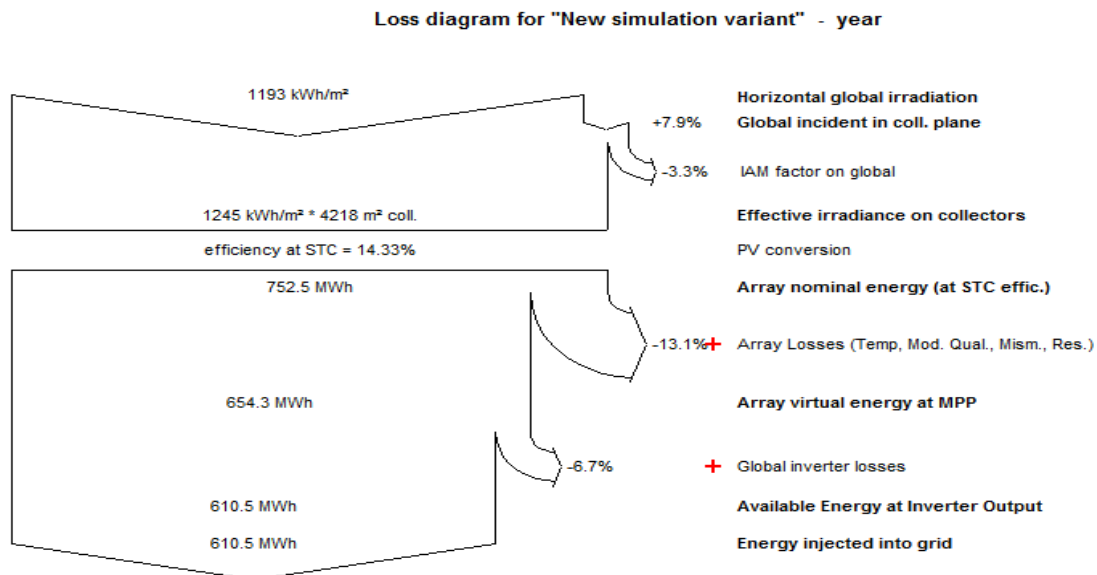 Loss diagram for "New simulation variant" - year
1193 kWh/m²
Horizontal global irradiation
+7.9% Global incident in coll. plane
-3.3% IAM factor on global
1245 kWh/m² * 4218 m² coll. Effective irradiance on collectors
efficiency at STC = 14.33% PV conversion
752.5 MWh Array nominal energy (at STC effic.)
-13.1% + Array Losses (Temp, Mod. Qual., Mism., Res.)
654.3 MWh Array virtual energy at MPP
-6.7% + Global inverter losses
610.5 MWh Available Energy at Inverter Output
610.5 MWh Energy injected into grid